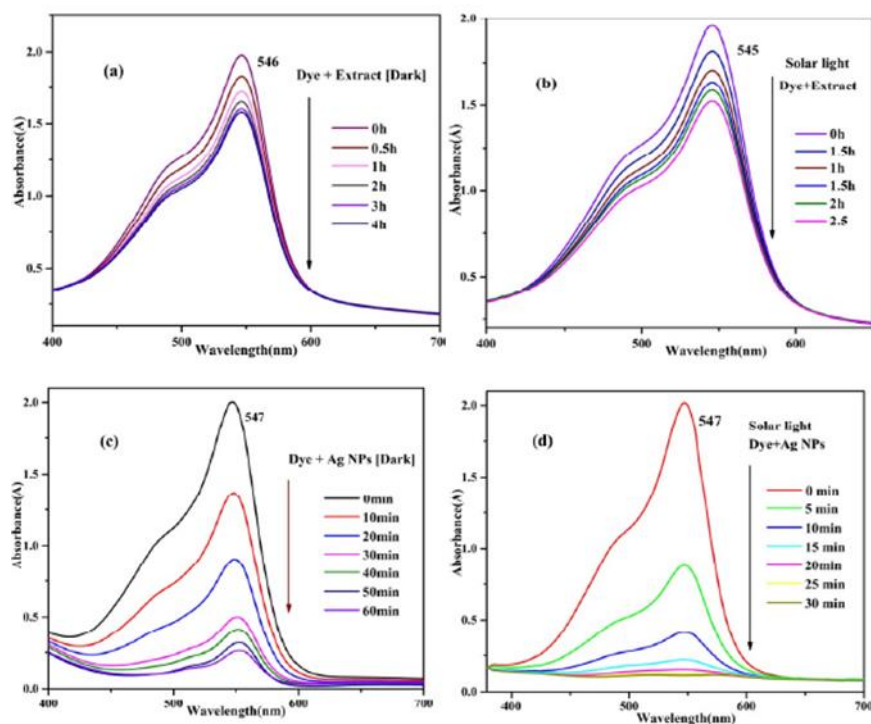 (a)
546
Dye + Extract [Dark]
0h
0.5h
1h
2h
3h
4h
Absorbance(A)
2.0
1.5
1.0
0.5
400
500
600
700
Wavelength(nm)
(b)
545
Solar light
Dye+Extract
0h
1.5h
1h
1.5h
2h
2.5
Absorbance(A)
2.0
1.5
1.0
0.5
400
500
600
Wavelength(nm)
(c)
547
Dye + Ag NPs [Dark]
0min
10min
20min
30min
40min
50min
60min
Absorbance(A)
2.0
1.5
1.0
0.5
0.0
400
500
600
700
Wavelength(nm)
(d)
547
Solar light
Dye+Ag NPs
0 min
5 min
10min
15 min
20min
25 min
30 min
Absorbance(A)
2.0
1.5
1.0
0.5
0.0
400
500
600
700
Wavelength(nm)